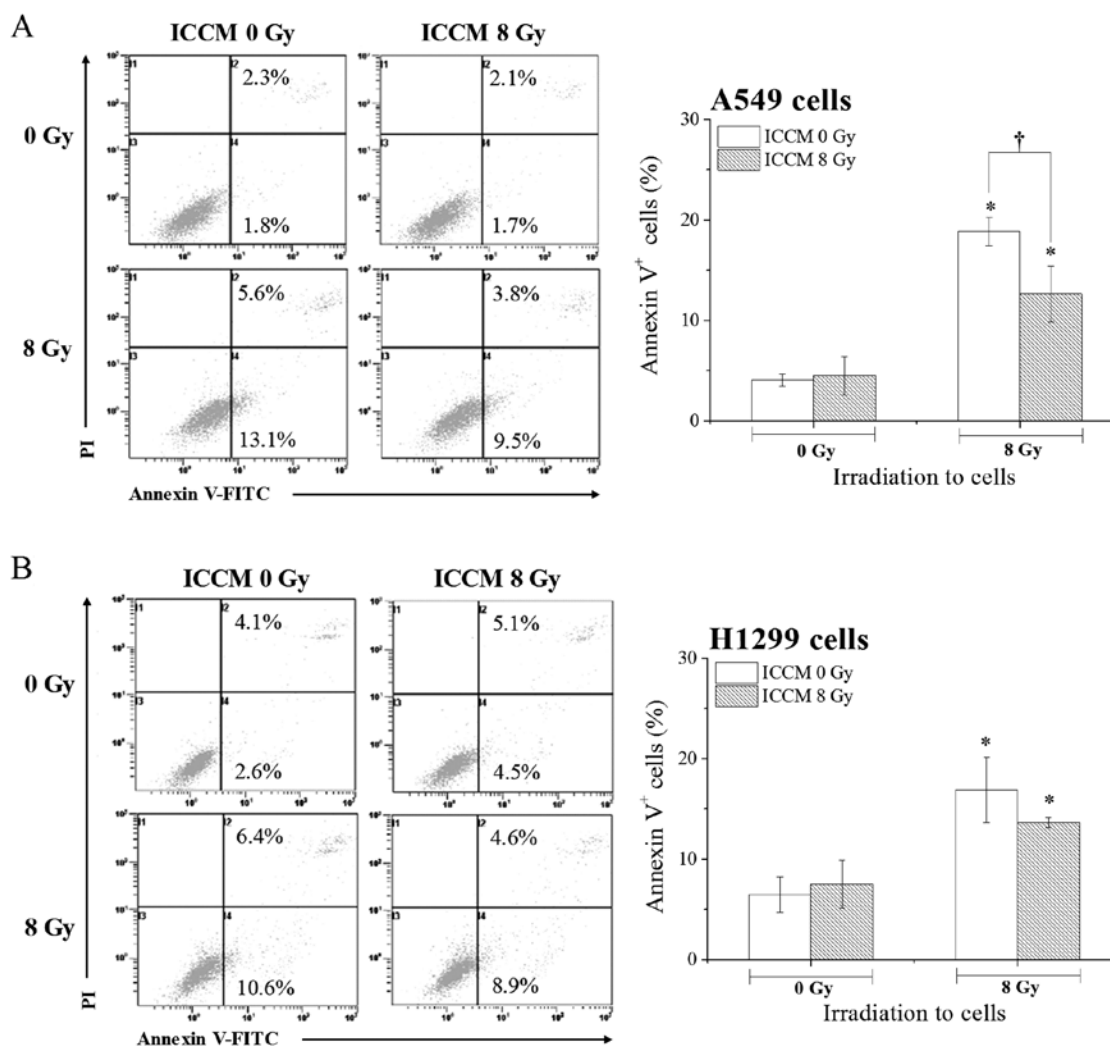 A
ICCM 0 Gy
ICCM 8 Gy
0 Gy
2.3%
1.8%
2.1%
1.7%
8 Gy
5.6%
13.1%
3.8%
9.5%
PI
Annexin V-FITC
A549 cells
ICCM 0 Gy
ICCM 8 Gy
Annexin V+ cells (%)
30
20
10
0
†
*
*
0 Gy
8 Gy
Irradiation to cells
B
ICCM 0 Gy
ICCM 8 Gy
0 Gy
4.1%
2.6%
5.1%
4.5%
8 Gy
6.4%
10.6%
4.6%
8.9%
PI
Annexin V-FITC
H1299 cells
ICCM 0 Gy
ICCM 8 Gy
Annexin V+ cells (%)
30
20
10
0
*
*
0 Gy
8 Gy
Irradiation to cells